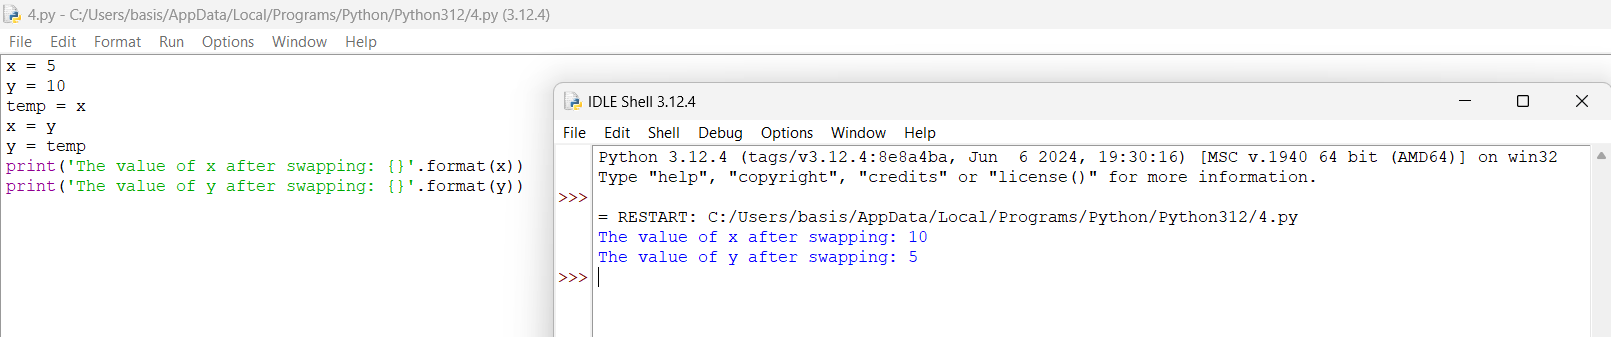 4.py - C:/Users/basis/AppData/Local/Programs/Python/Python312/4.py (3.12.4)
File Edit Format Run Options Window Help
x = 5
y = 10
temp = x
x = y
y = temp
print('The value of x after swapping: {}'.format(x))
print('The value of y after swapping: {}'.format(y))
IDLE Shell 3.12.4
File Edit Shell Debug Options Window Help
Python 3.12.4 (tags/v3.12.4:8e8a4ba, Jun  6 2024, 19:30:16) [MSC v.1940 64 bit (AMD64)] on win32
Type "help", "copyright", "credits" or "license()" for more information.
>>>
= RESTART: C:/Users/basis/AppData/Local/Programs/Python/Python312/4.py
The value of x after swapping: 10
The value of y after swapping: 5
>>>